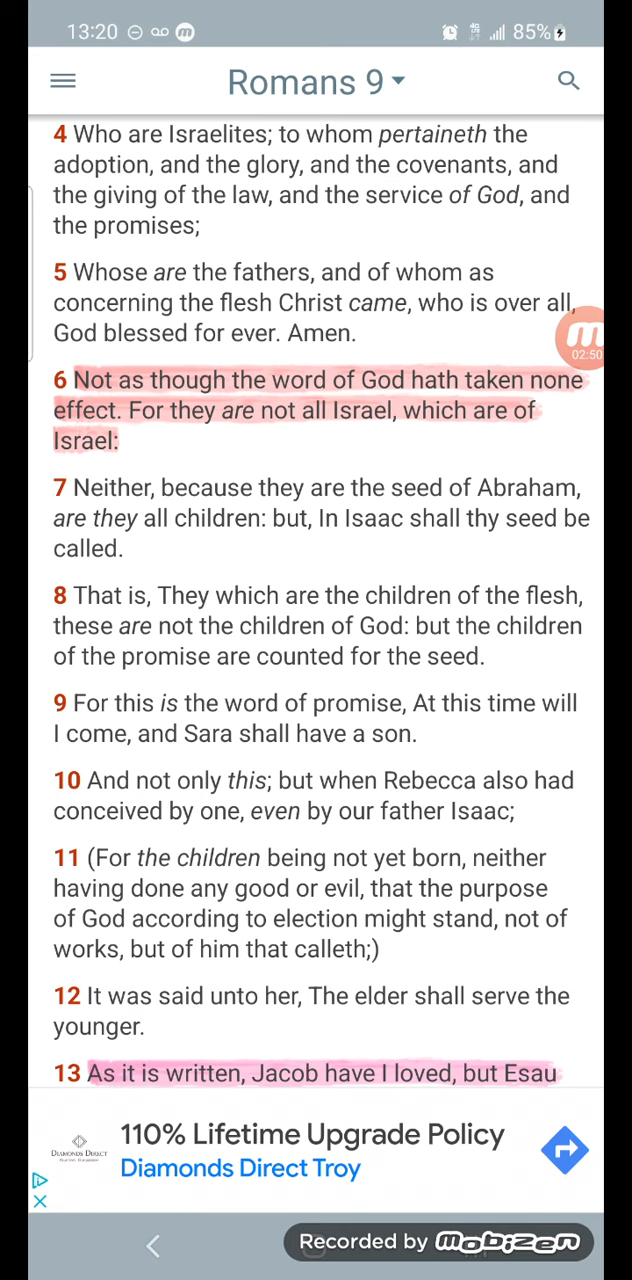 13:20
85%
Romans 9
4 Who are Israelites; to whom pertaineth the
adoption, and the glory, and the covenants, and
the giving of the law, and the service of God, and
the promises;
5 Whose are the fathers, and of whom as
concerning the flesh Christ came, who is over all,
God blessed for ever. Amen.
02:50
6 Not as though the word of God hath taken none
effect. For they are not all Israel, which are of
Israel:
7 Neither, because they are the seed of Abraham,
are they all children: but, In Isaac shall thy seed be
called.
8 That is, They which are the children of the flesh,
these are not the children of God: but the children
of the promise are counted for the seed.
9 For this is the word of promise, At this time will
I come, and Sara shall have a son.
10 And not only this; but when Rebecca also had
conceived by one, even by our father Isaac;
11 (For the children being not yet born, neither
having done any good or evil, that the purpose
of God according to election might stand, not of
works, but of him that calleth;)
12 It was said unto her, The elder shall serve the
younger.
13 As it is written, Jacob have I loved, but Esau
110% Lifetime Upgrade Policy
DIAMONDS DIRECT
Diamonds Direct Troy
Recorded by mobizen